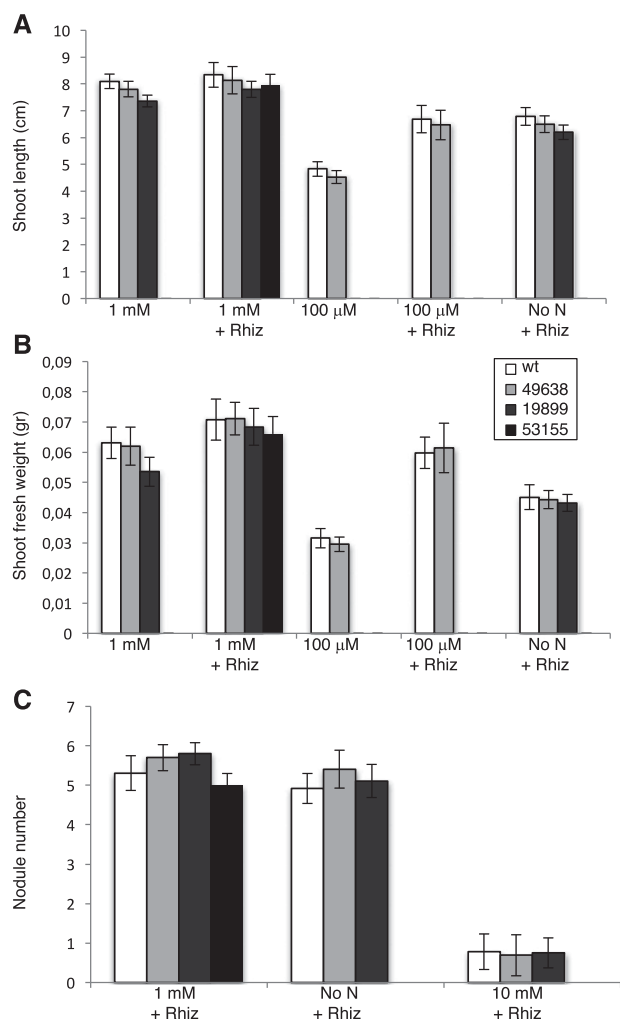 A
10
9
8
7
6
5
4
3
2
1
0
Shoot length (cm)
1 mM
1 mM
+ Rhiz
100 µM
100 µM
+ Rhiz
No N
+ Rhiz
B
0,09
0,08
0,07
0,06
0,05
0,04
0,03
0,02
0,01
0
Shoot fresh weight (gr)
wt
49638
19899
53155
1 mM
1 mM
+ Rhiz
100 µM
100 µM
+ Rhiz
No N
+ Rhiz
C
7
6
5
4
3
2
1
0
Nodule number
1 mM
+ Rhiz
No N
+ Rhiz
10 mM
+ Rhiz